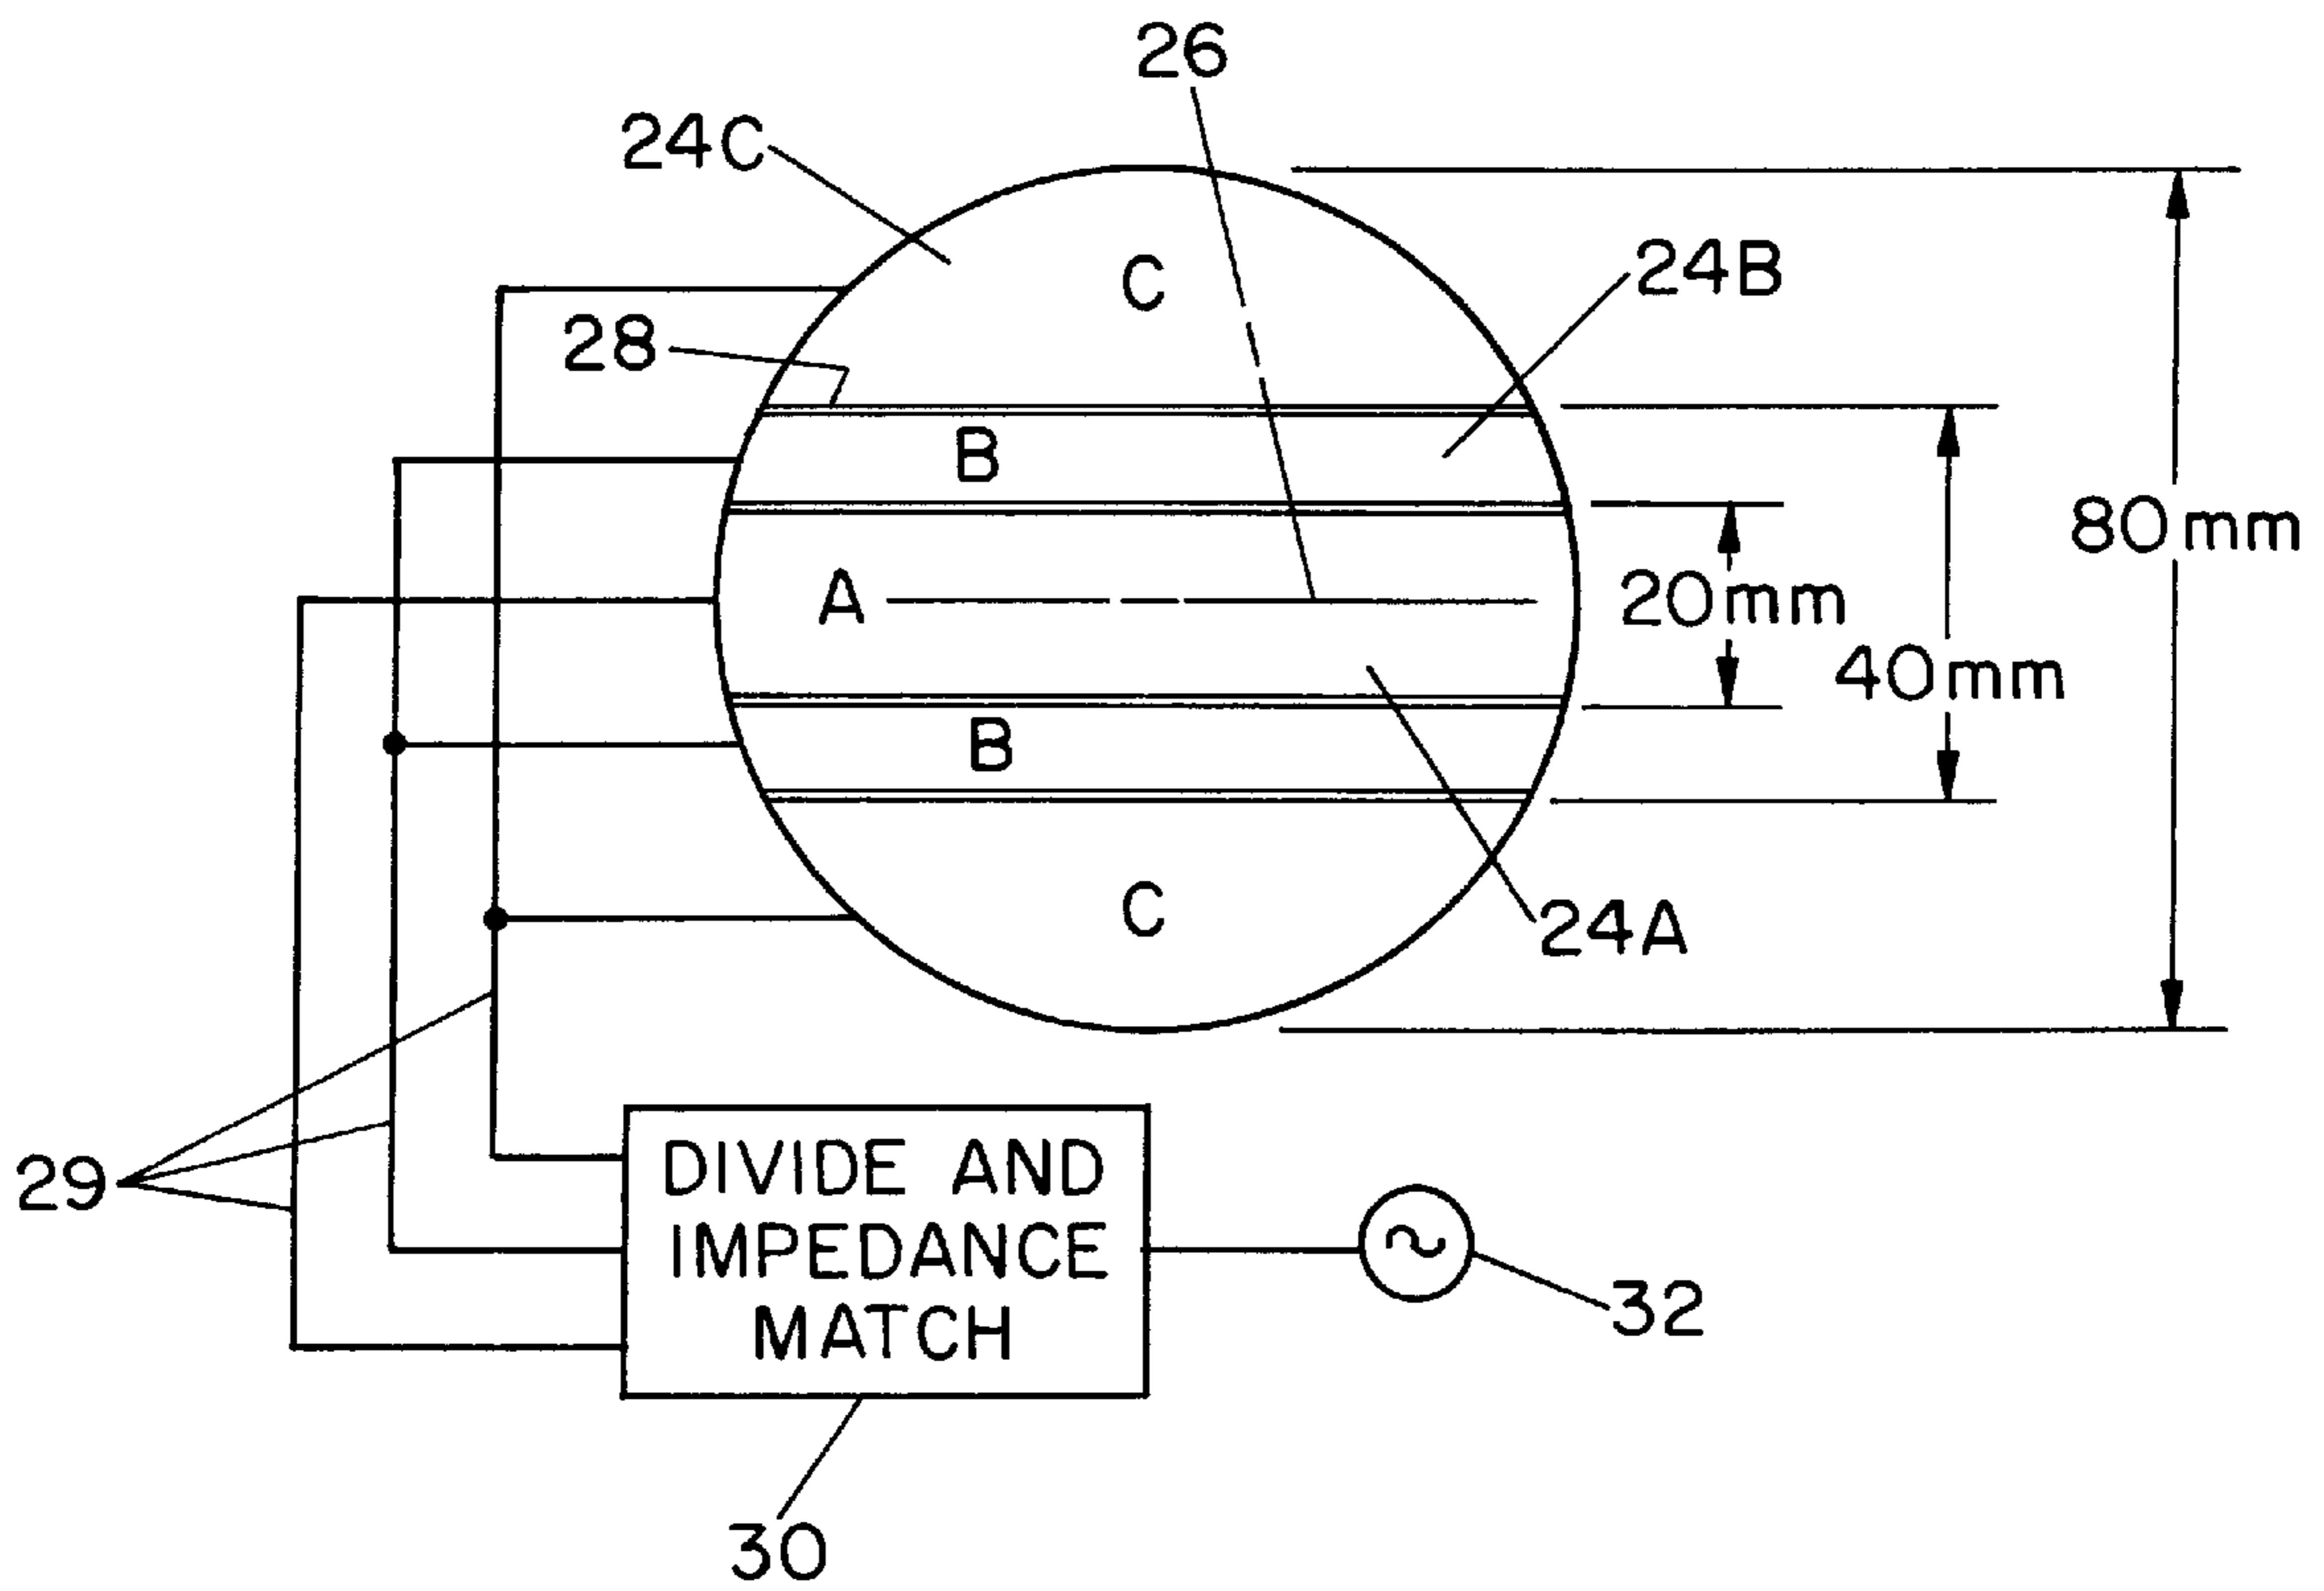 26
24C
C
24B
28
B
80mm
A
20mm
40mm
B
C
24A
29
DIVIDE AND
IMPEDANCE
MATCH
32
30